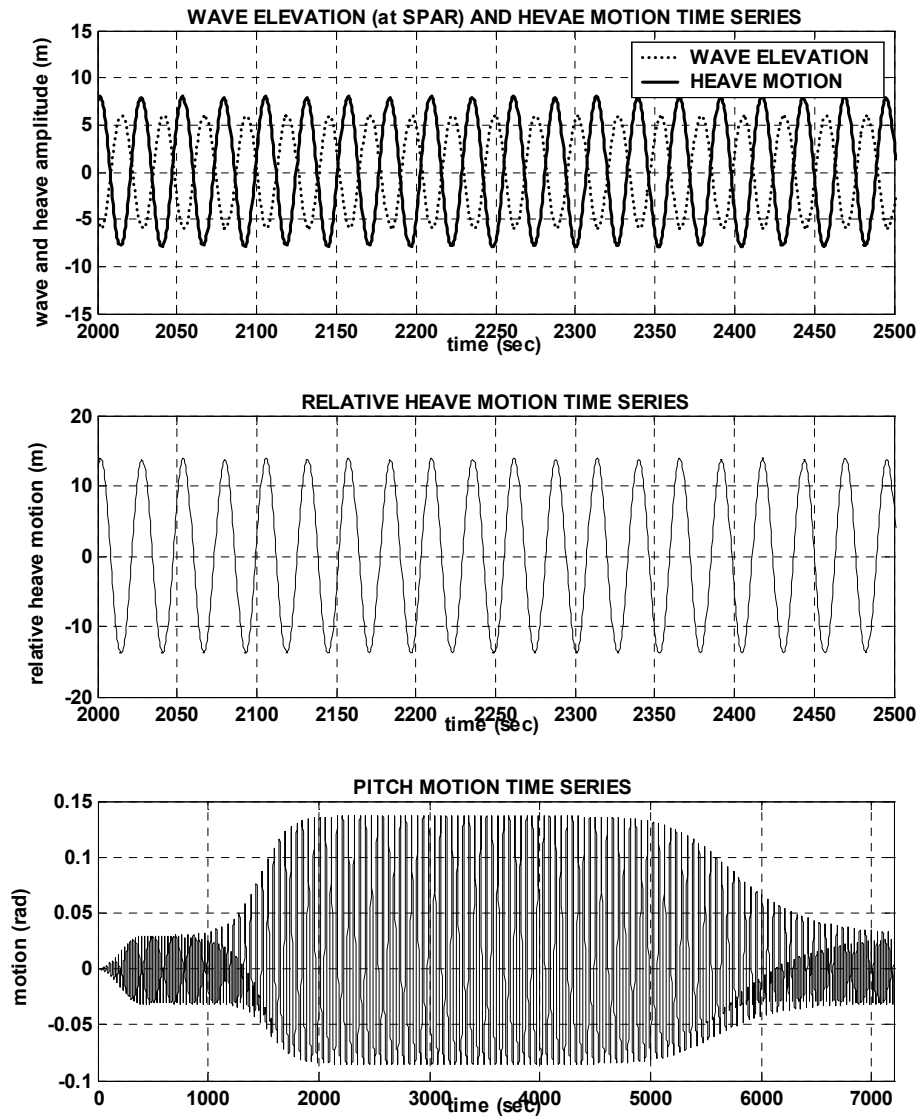 WAVE ELEVATION (at SPAR) AND HEVAE MOTION TIME SERIES
wave and heave amplitude (m)
15
10
5
0
-5
-10
-15
WAVE ELEVATION
HEAVE MOTION
2000 2050 2100 2150 2200 2250 2300 2350 2400 2450 2500
time (sec)
RELATIVE HEAVE MOTION TIME SERIES
relative heave motion (m)
20
10
0
-10
-20
2000 2050 2100 2150 2200 2250 2300 2350 2400 2450 2500
time (sec)
PITCH MOTION TIME SERIES
motion (rad)
0.15
0.1
0.05
0
-0.05
-0.1
0 1000 2000 3000 4000 5000 6000 7000
time (sec)